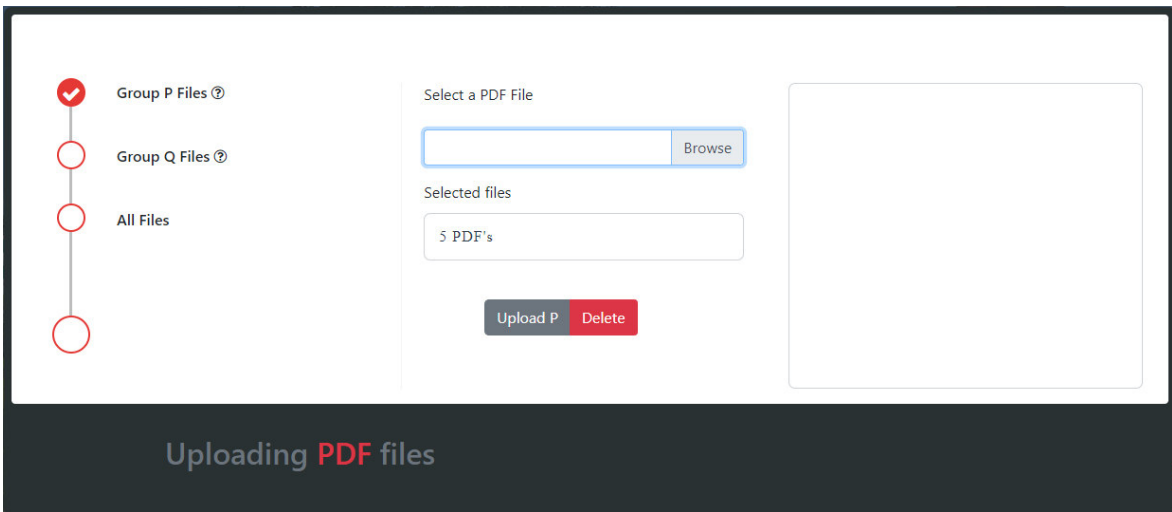 Group P Files ?
Group Q Files ?
All Files
Select a PDF File
Browse
Selected files
5 PDF's
Upload P Delete
Uploading PDF files